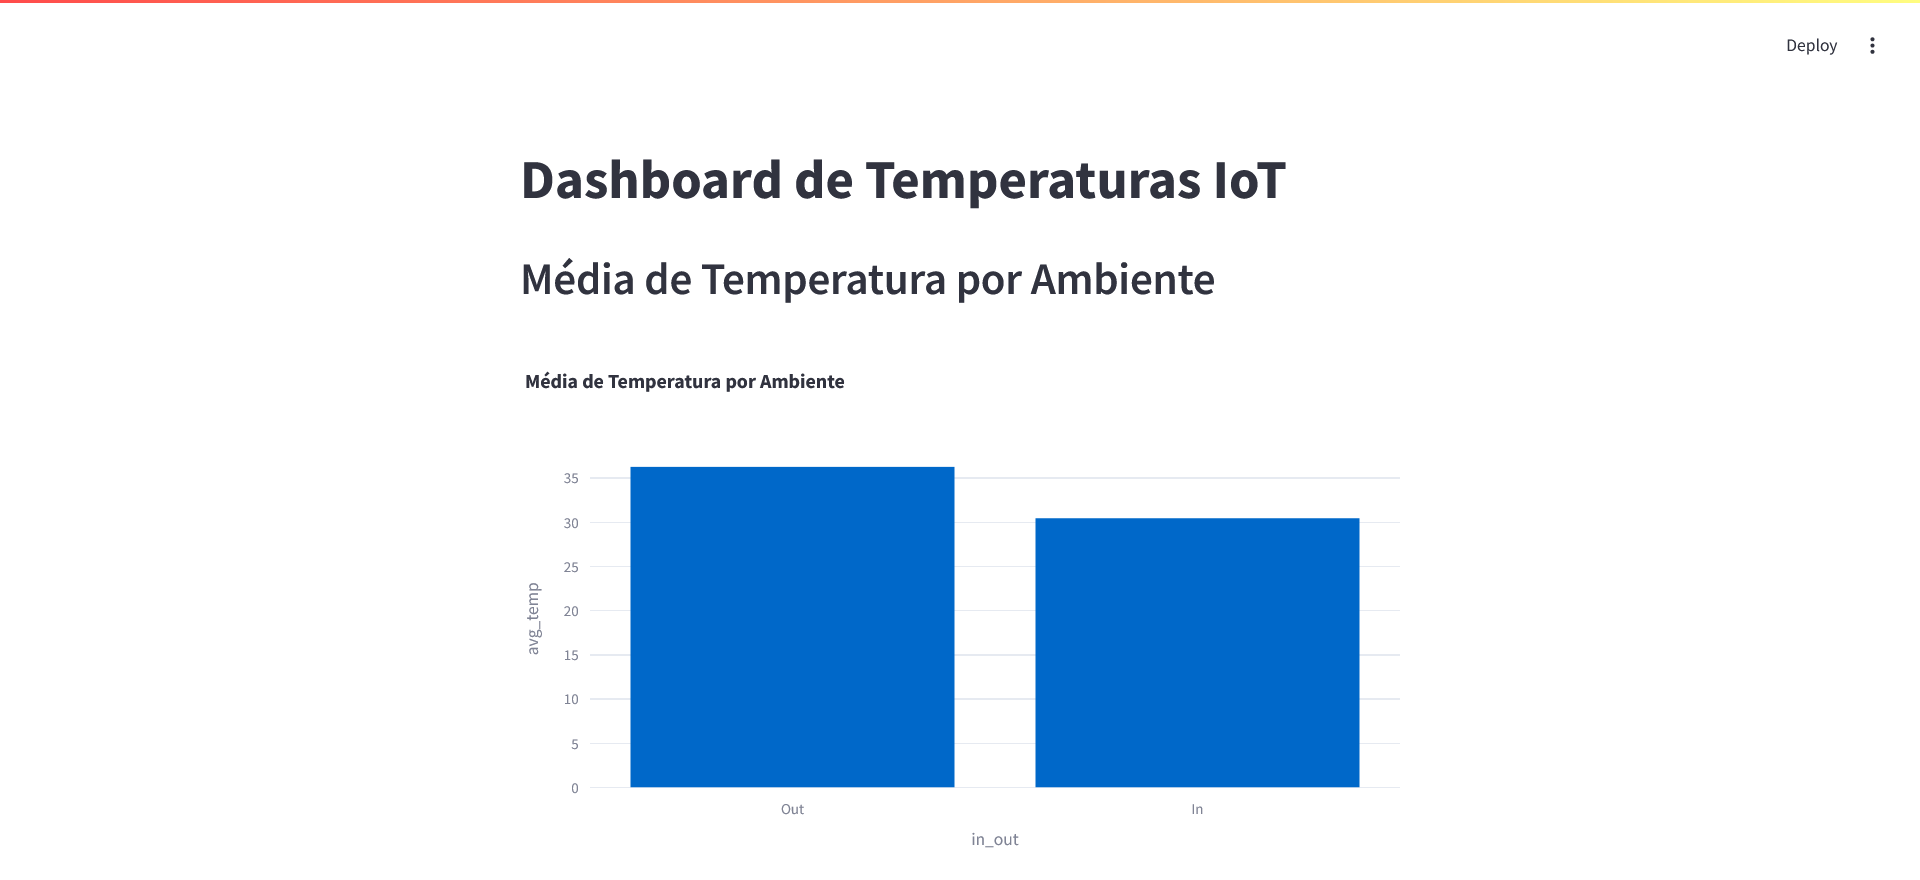 Deploy
Dashboard de Temperaturas IoT
Média de Temperatura por Ambiente
Média de Temperatura por Ambiente
35
30
25
20
15
10
5
0
avg_temp
Out
In
in_out